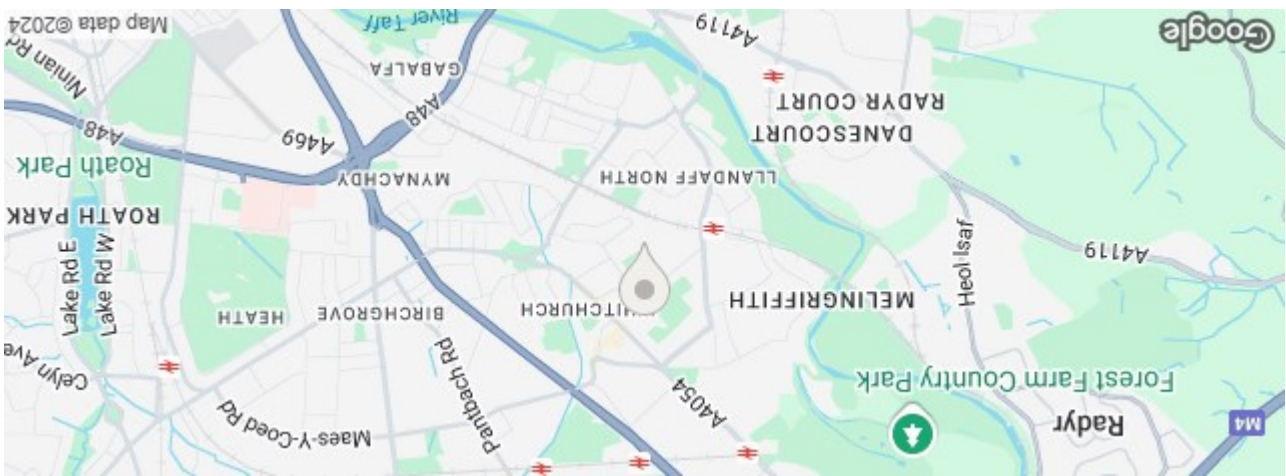 M4
Radyr
Forest Farm Country Park
A4054
Maes-Y-Coed Rd
Pantbach Rd
Celyn Ave
Heol Isaf
MELINGRIFFITH
WHITCHURCH
BIRCHGROVE
HEATH
Lake Rd W
Lake Rd E
A4119
ROATH PARK
Roath Park
LLANDAFF NORTH
MYNACHDY
DANESCOURT
RADYR COURT
A469
A48
A48
GABALFA
Ninian Rd
A4119
River Taff
Google
Map data ©2024